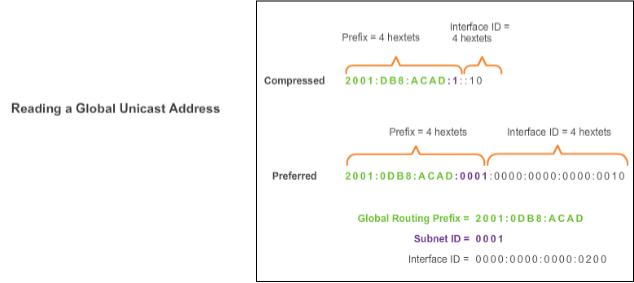 Reading a Global Unicast Address
Prefix = 4 hextets
Interface ID =
4 hextets
Compressed 2001:DB8:ACAD:1::10
Prefix = 4 hextets Interface ID = 4 hextets
Preferred 2001:0DB8:ACAD:0001:0000:0000:0000:0010
Global Routing Prefix = 2001:0DB8:ACAD
Subnet ID = 0001
Interface ID = 0000:0000:0000:0200